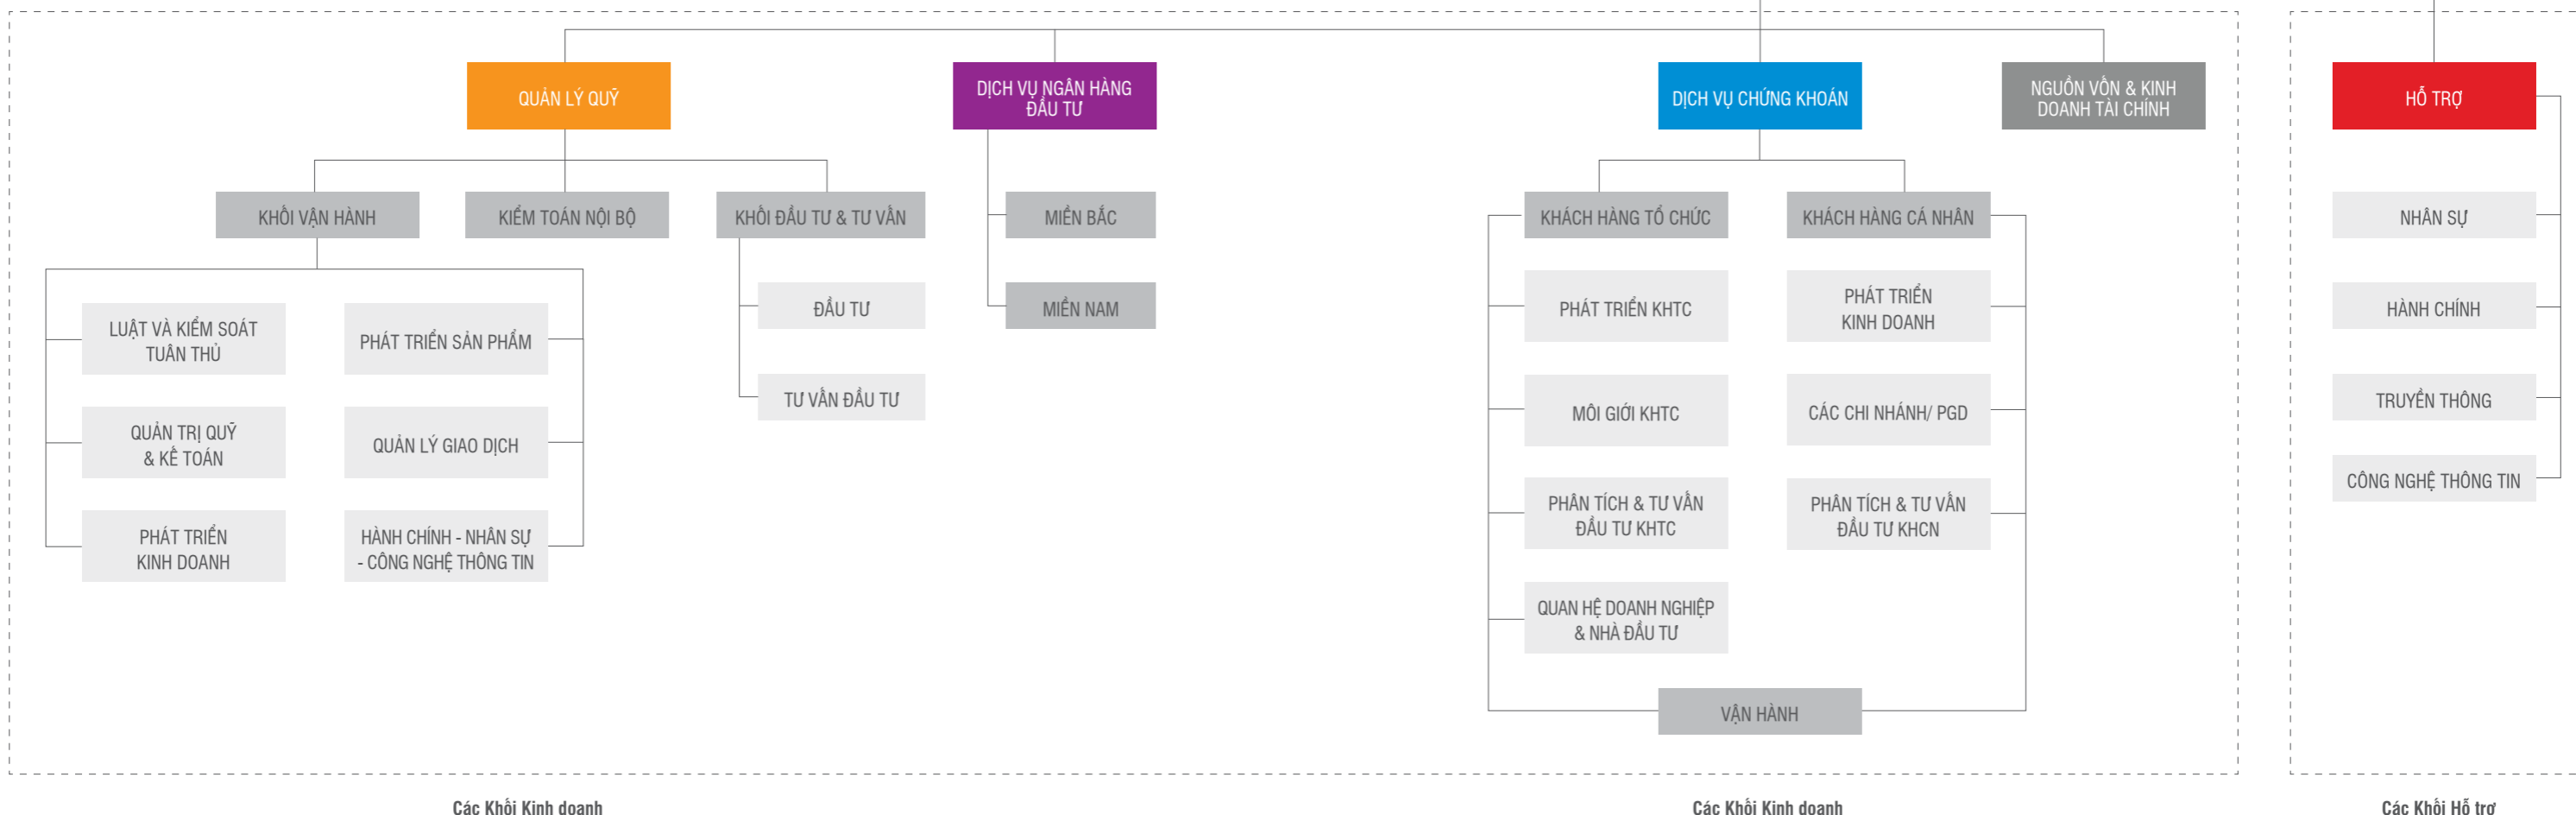 QUẢN LÝ QUỸ
DỊCH VỤ NGÂN HÀNG
ĐẦU TƯ
DỊCH VỤ CHỨNG KHOÁN
NGUỒN VỐN & KINH
DOANH TÀI CHÍNH
HỖ TRỢ
KHỐI VẬN HÀNH
KIỂM TOÁN NỘI BỘ
KHỐI ĐẦU TƯ & TƯ VẤN
MIỀN BẮC
KHÁCH HÀNG TỔ CHỨC
KHÁCH HÀNG CÁ NHÂN
NHÂN SỰ
LUẬT VÀ KIỂM SOÁT
TUÂN THỦ
PHÁT TRIỂN SẢN PHẨM
ĐẦU TƯ
MIỀN NAM
PHÁT TRIỂN KHTC
PHÁT TRIỂN
KINH DOANH
HÀNH CHÍNH
TƯ VẤN ĐẦU TƯ
MÔI GIỚI KHTC
CÁC CHI NHÁNH/ PGD
TRUYỀN THÔNG
QUẢN TRỊ QUỸ
& KẾ TOÁN
QUẢN LÝ GIAO DỊCH
PHÂN TÍCH & TƯ VẤN
ĐẦU TƯ KHTC
PHÂN TÍCH & TƯ VẤN
ĐẦU TƯ KHCN
CÔNG NGHỆ THÔNG TIN
PHÁT TRIỂN
KINH DOANH
HÀNH CHÍNH - NHÂN SỰ
- CÔNG NGHỆ THÔNG TIN
QUAN HỆ DOANH NGHIỆP
& NHÀ ĐẦU TƯ
VẬN HÀNH
Các Khối Kinh doanh
Các Khối Kinh doanh
Các Khối Hỗ trợ